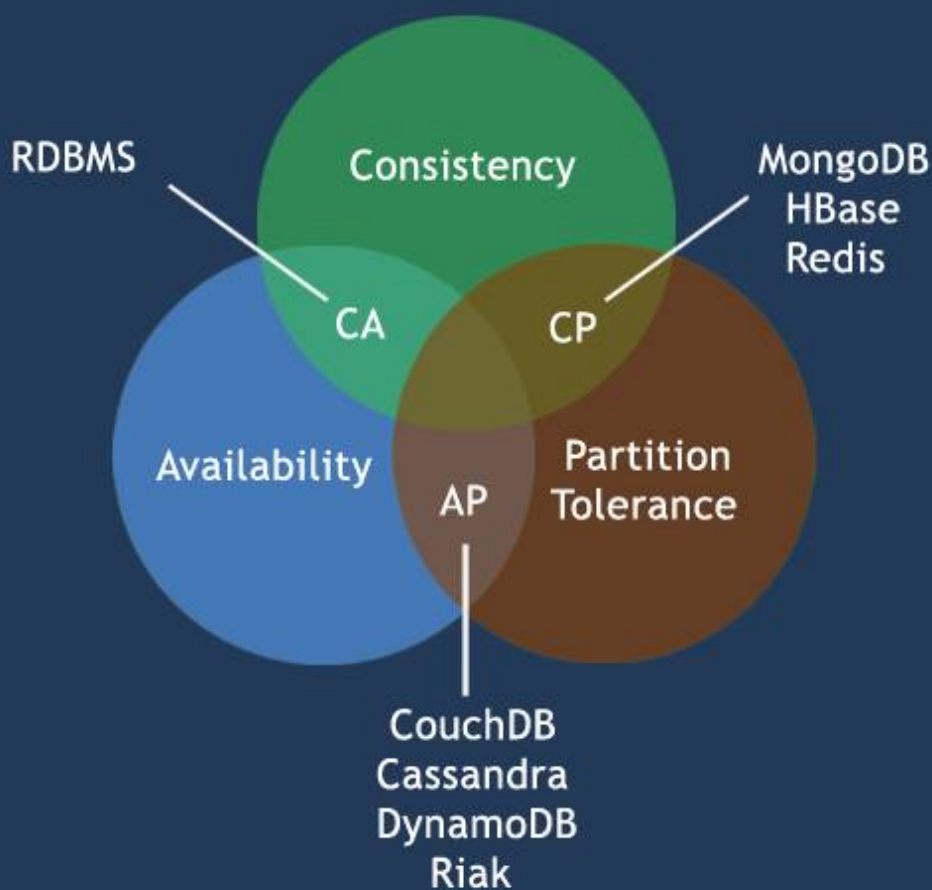 RDBMS
Consistency
MongoDB
HBase
Redis
CA
CP
Availability
Partition
Tolerance
AP
CouchDB
Cassandra
DynamoDB
Riak